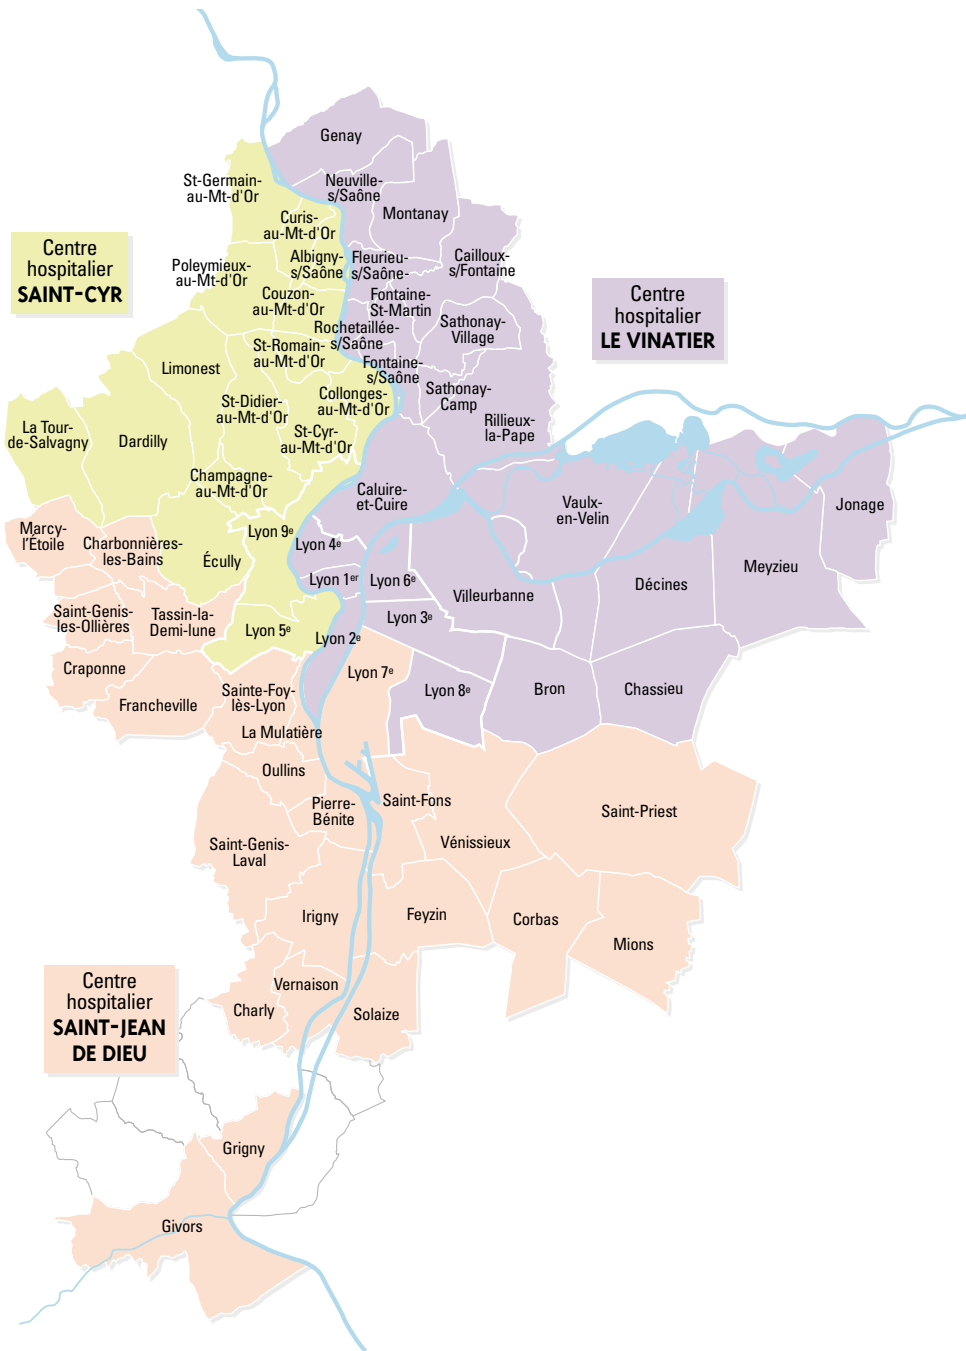 Genay
St-Germain-
au-Mt-d'Or
Neuville-
s/Saône
Montanay
Curis-
au-Mt-d'Or
Centre
hospitalier
SAINT-CYR
Poleymieux-
au-Mt-d'Or
Albigny-
s/Saône
Fleurieu-
s/Saône-
Cailloux-
s/Fontaine
Couzon-
au-Mt-d'Or
Fontaine-
St-Martin
Centre
hospitalier
LE VINATIER
Rochetaillée-
s/Saône
Sathonay-
Village
St-Romain-
au-Mt-d'Or
Limonest
Fontaine-
s/Saône
St-Didier-
au-Mt-d'Or
Collonges-
au-Mt-d'Or
Sathonay-
Camp
La Tour-
de-Salvagny
Dardilly
St-Cyr-
au-Mt-d'Or
Rillieux-
la-Pape
Champagne-
au-Mt-d'Or
Caluire-
et-Cuire
Vaulx-
en-Velin
Jonage
Marcy-
l'Étoile
Charbonnières-
les-Bains
Lyon 9e
Lyon 4e
Écully
Lyon 1er
Lyon 6e
Villeurbanne
Décines
Meyzieu
Saint-Genis-
les-Ollières
Tassin-la-
Demi-lune
Lyon 5e
Lyon 2e
Lyon 3e
Craponne
Francheville
Sainte-Foy-
lès-Lyon
Lyon 7e
Lyon 8e
Bron
Chassieu
La Mulatière
Oullins
Pierre-
Bénite
Saint-Fons
Saint-Priest
Saint-Genis-
Laval
Vénissieux
Irigny
Feyzin
Corbas
Mions
Centre
hospitalier
SAINT-JEAN
DE DIEU
Vernaison
Charly
Solaize
Grigny
Givors